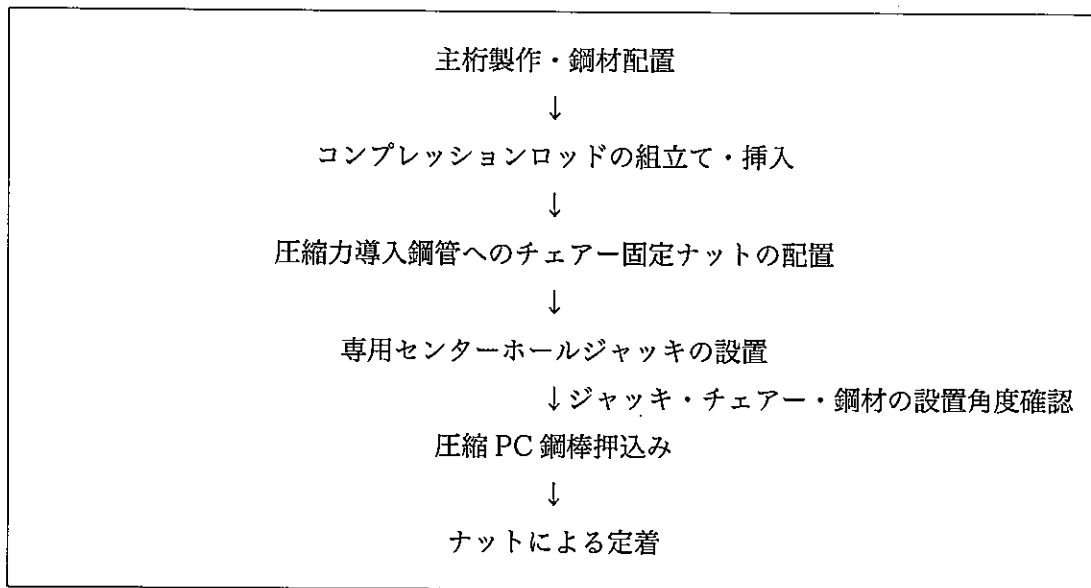 主桁製作・鋼材配置
↓
コンプレッションロッドの組立て・挿入
↓
圧縮力導入鋼管へのチェアー固定ナットの配置
↓
専用センターホールジャッキの設置
↓ジャッキ・チェアー・鋼材の設置角度確認
圧縮 PC 鋼棒押込み
↓
ナットによる定着